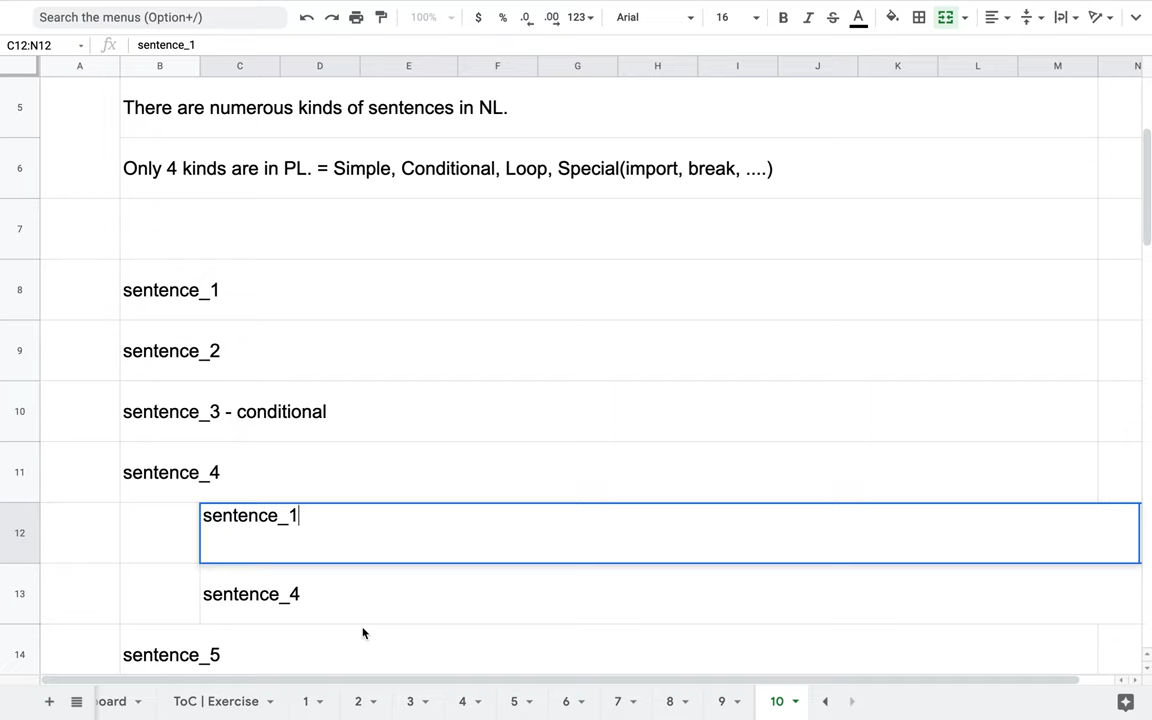 Search the menus (Option+/)
100%
$ % .0 .00 123
Arial
16
B I S A
C12:N12
fx
sentence_1
A B C D E F G H I J K L M N
5 There are numerous kinds of sentences in NL.
6 Only 4 kinds are in PL. = Simple, Conditional, Loop, Special(import, break, ....)
7
8 sentence_1
9 sentence_2
10 sentence_3 - conditional
11 sentence_4
12 sentence_1
13 sentence_4
14 sentence_5
board ToC | Exercise 1 2 3 4 5 6 7 8 9 10